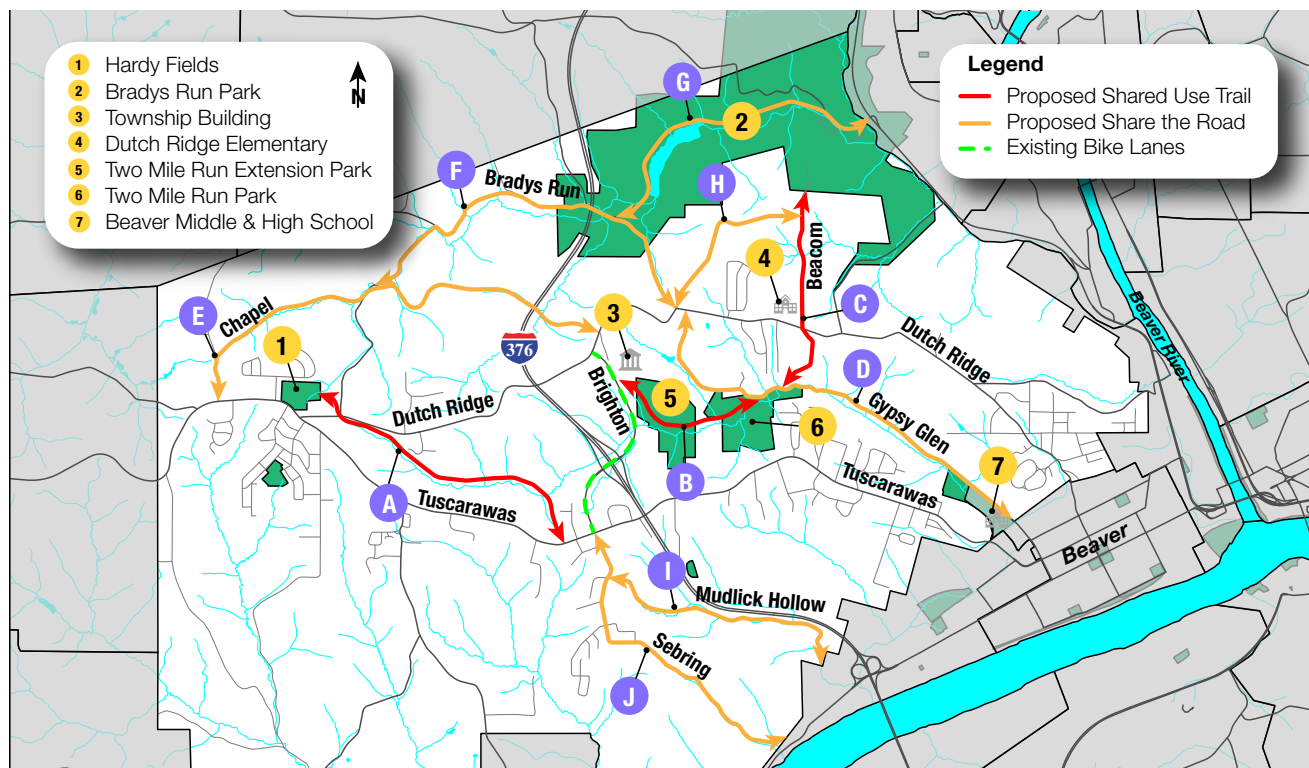 1 Hardy Fields
2 Bradys Run Park
3 Township Building
4 Dutch Ridge Elementary
5 Two Mile Run Extension Park
6 Two Mile Run Park
7 Beaver Middle & High School
N
Legend
Proposed Shared Use Trail
Proposed Share the Road
Existing Bike Lanes
G
2
F
Bradys Run
H
4
Beacom
E
Chapel
3
C
Beaver River
1
376
Dutch Ridge
D
Brighton
5
Gypsy Glen
Dutch Ridge
6
7
A
B
Tuscarawas
Tuscarawas
Beaver
I
Mudlick Hollow
Sebring
J